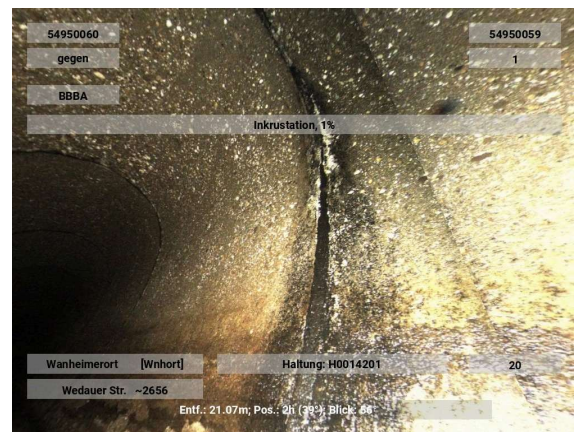 54950060 54950059
gegen 1
BBBA
Inkrustation, 1%
Wanheimerort [Wnhort] Haltung: H0014201 20
Wedauer Str. ~2656
Entf.: 21.07m; Pos.: 2h (39°); Blick: 56°